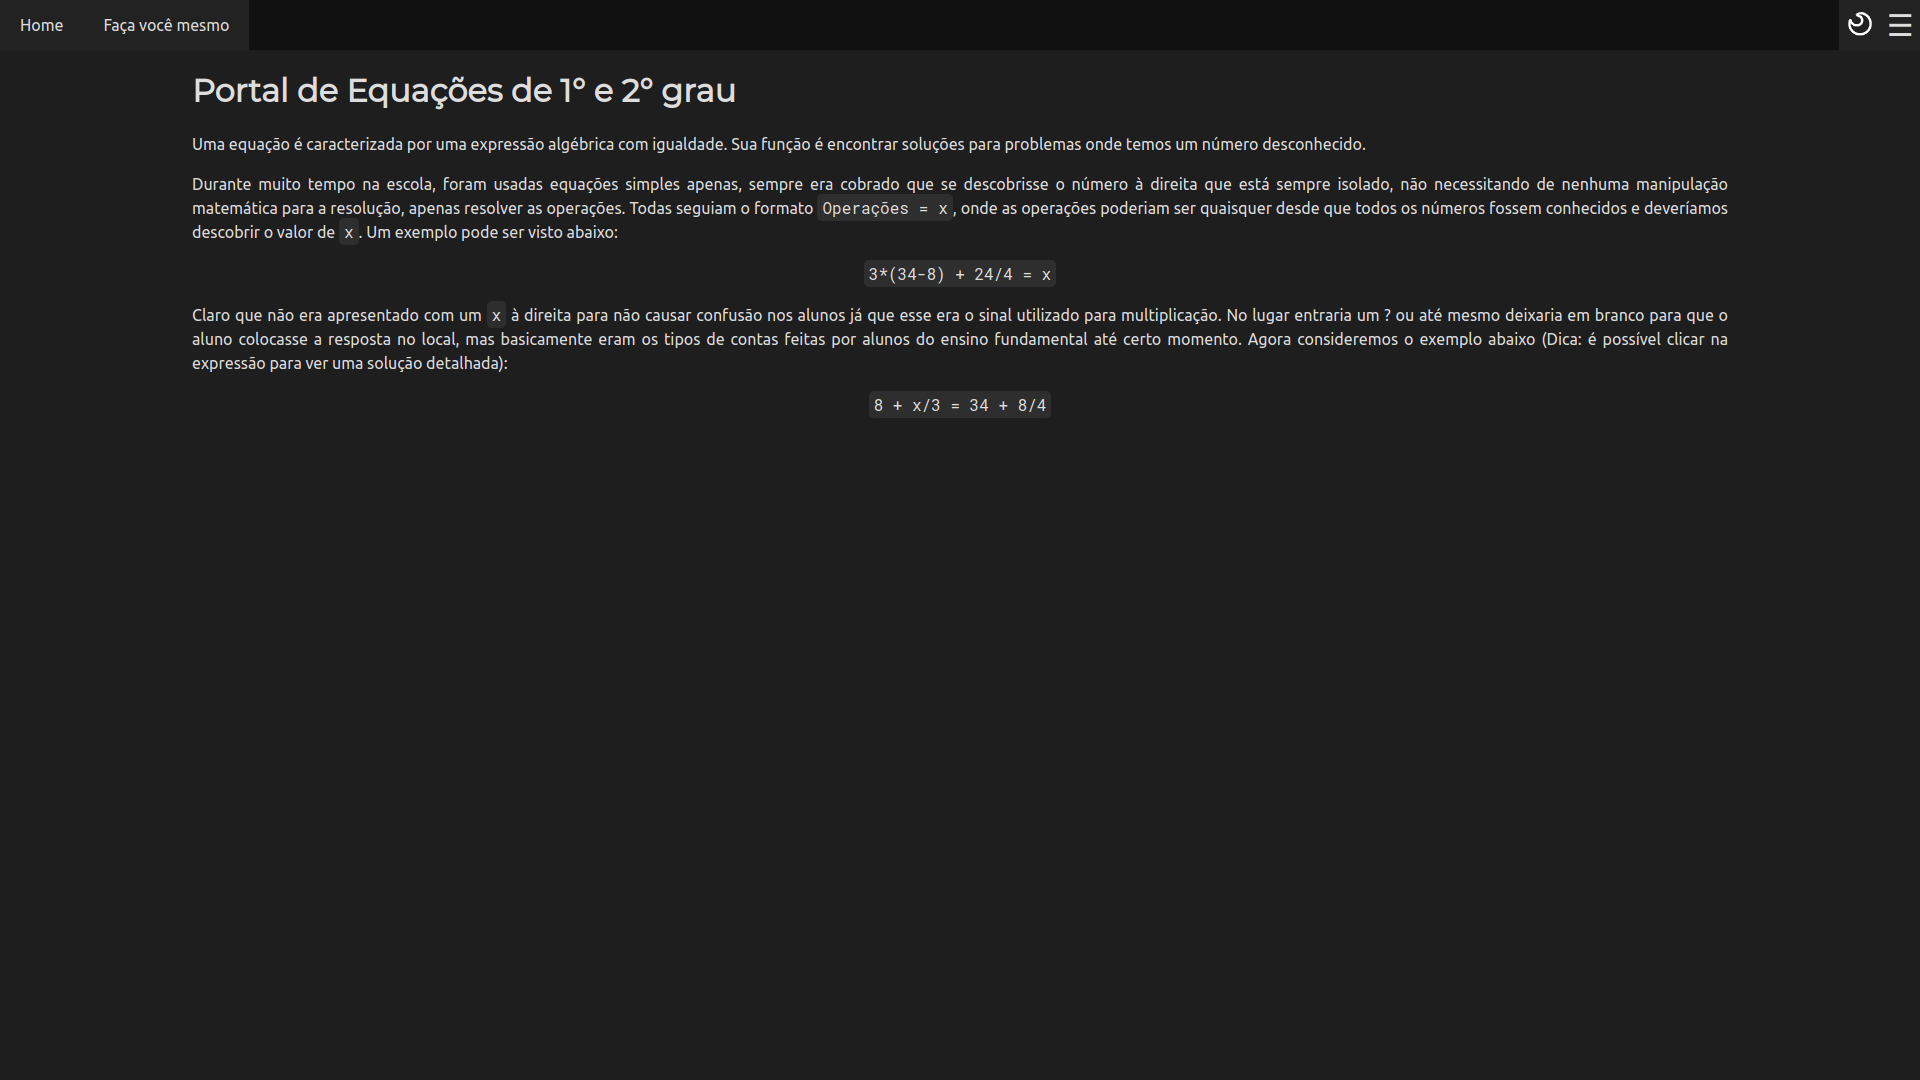 Home
Faça você mesmo
Portal de Equações de 1º e 2º grau
Uma equação é caracterizada por uma expressão algébrica com igualdade. Sua função é encontrar soluções para problemas onde temos um número desconhecido.
Durante muito tempo na escola, foram usadas equações simples apenas, sempre era cobrado que se descobrisse o número à direita que está sempre isolado, não necessitando de nenhuma manipulação
matemática para a resolução, apenas resolver as operações. Todas seguiam o formato Operações = x, onde as operações poderiam ser quaisquer desde que todos os números fossem conhecidos e deveríamos
descobrir o valor de x. Um exemplo pode ser visto abaixo:
3*(34-8) + 24/4 = x
Claro que não era apresentado com um x à direita para não causar confusão nos alunos já que esse era o sinal utilizado para multiplicação. No lugar entraria um ? ou até mesmo deixaria em branco para que o
aluno colocasse a resposta no local, mas basicamente eram os tipos de contas feitas por alunos do ensino fundamental até certo momento. Agora consideremos o exemplo abaixo (Dica: é possível clicar na
expressão para ver uma solução detalhada):
8 + x/3 = 34 + 8/4